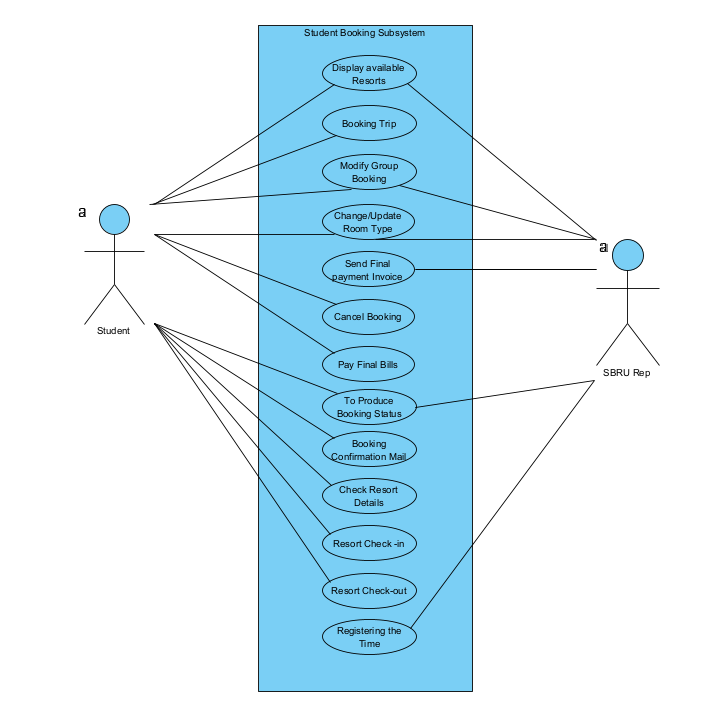 Student Booking Subsystem
Display available
Resorts
Booking Trip
Modify Group
Booking
a
Change/Update
Room Type
a
Send Final
payment Invoice
Cancel Booking
Student
Pay Final Bills
SBRU Rep
To Produce
Booking Status
Booking
Confirmation Mail
Check Resort
Details
Resort Check -in
Resort Check-out
Registering the
Time